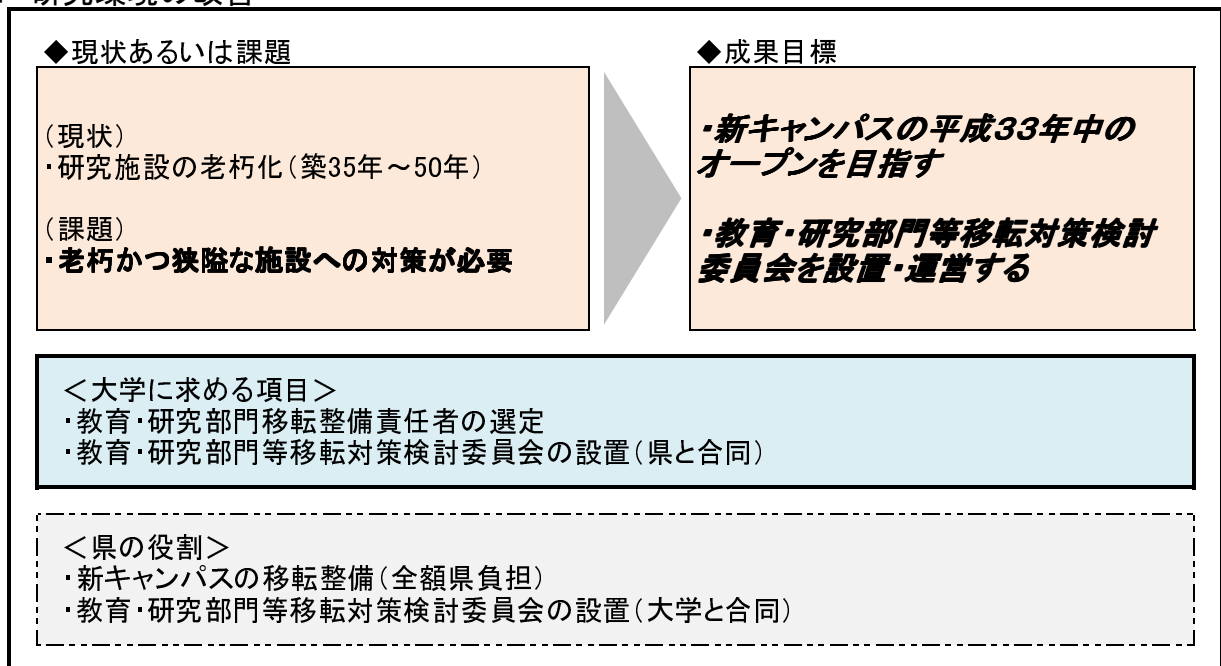 研究環境の改善
◆現状あるいは課題
（現状）
・研究施設の老朽化（築35年～50年）
（課題）
・老朽かつ狭隘な施設への対策が必要
◆成果目標
・新キャンパスの平成３３年中の
オープンを目指す
・教育・研究部門等移転対策検討
委員会を設置・運営する
＜大学に求める項目＞
・教育・研究部門移転整備責任者の選定
・教育・研究部門等移転対策検討委員会の設置（県と合同）
＜県の役割＞
・新キャンパスの移転整備（全額県負担）
・教育・研究部門等移転対策検討委員会の設置（大学と合同）